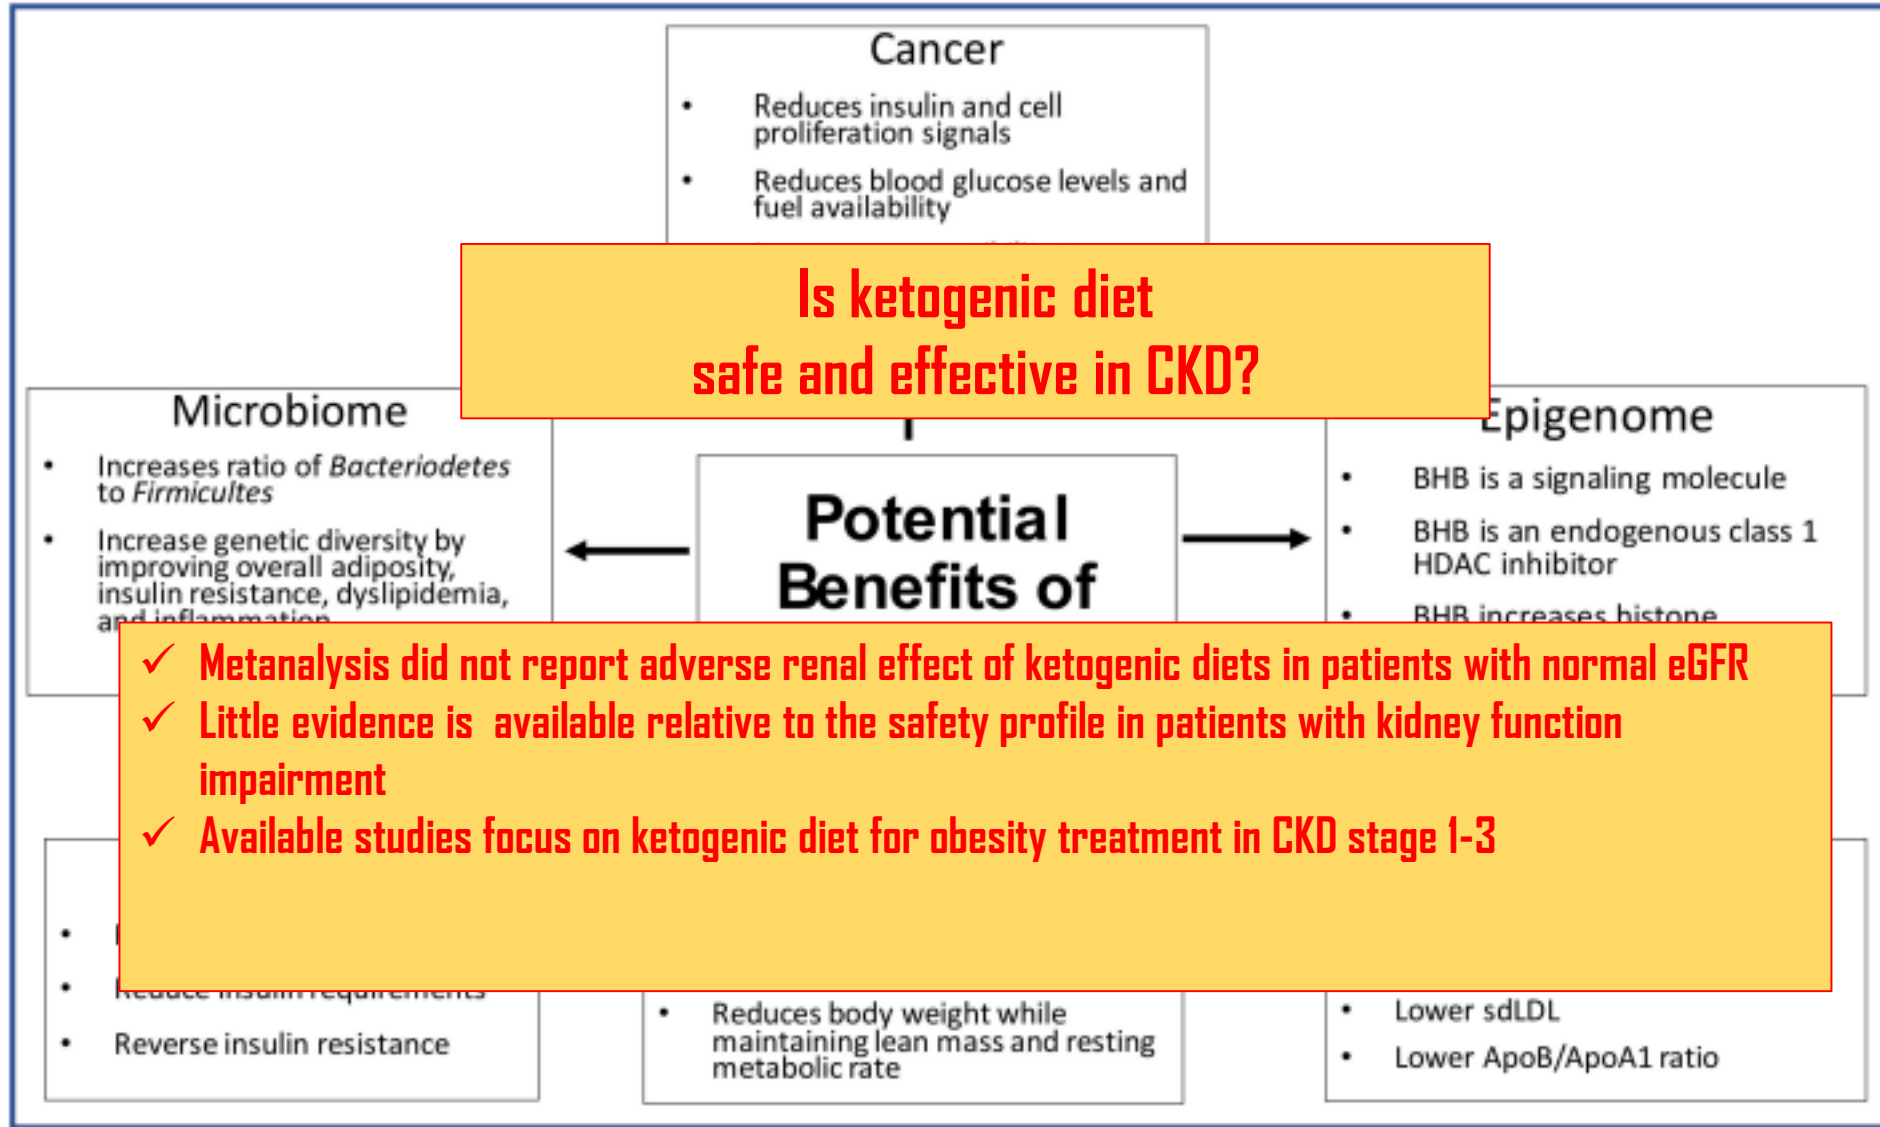 Cancer
• Reduces insulin and cell
proliferation signals
• Reduces blood glucose levels and
fuel availability
Is ketogenic diet
safe and effective in CKD?
Microbiome
• Increases ratio of Bacteriodetes
to Firmicultes
• Increase genetic diversity by
improving overall adiposity,
insulin resistance, dyslipidemia,
and inflammation
Potential
Benefits of
Epigenome
• BHB is a signaling molecule
• BHB is an endogenous class 1
HDAC inhibitor
• BHB increases histone
✓ Metanalysis did not report adverse renal effect of ketogenic diets in patients with normal eGFR
✓ Little evidence is available relative to the safety profile in patients with kidney function
impairment
✓ Available studies focus on ketogenic diet for obesity treatment in CKD stage 1-3
• Reduce insulin requirements
• Reverse insulin resistance
• Reduces body weight while
maintaining lean mass and resting
metabolic rate
• Lower sdLDL
• Lower ApoB/ApoA1 ratio